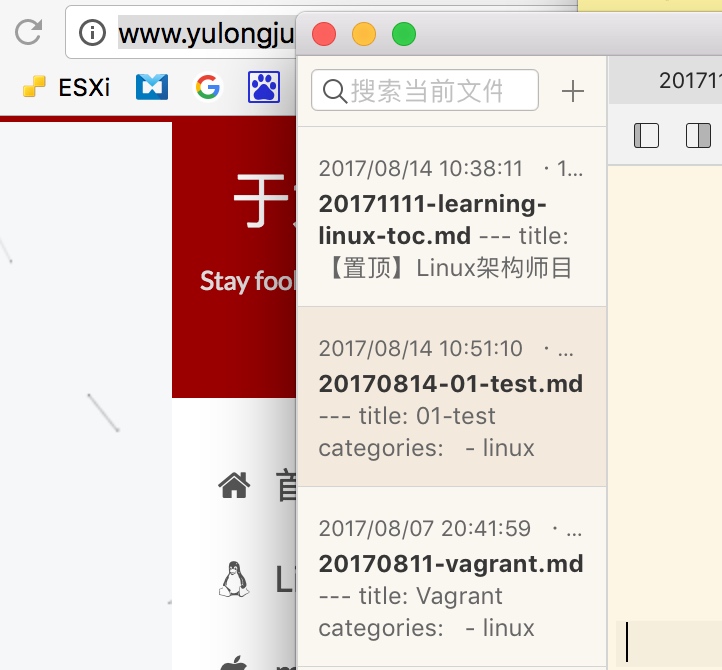 www.yulongju
ESXi
于
Stay fool
首
Li
搜索当前文件
20171
2017/08/14 10:38:11 · 1...
20171111-learning-
linux-toc.md --- title:
【置顶】Linux架构师目
2017/08/14 10:51:10 · ...
20170814-01-test.md
--- title: 01-test
categories: - linux
2017/08/07 20:41:59 · ...
20170811-vagrant.md
--- title: Vagrant
categories: - linux